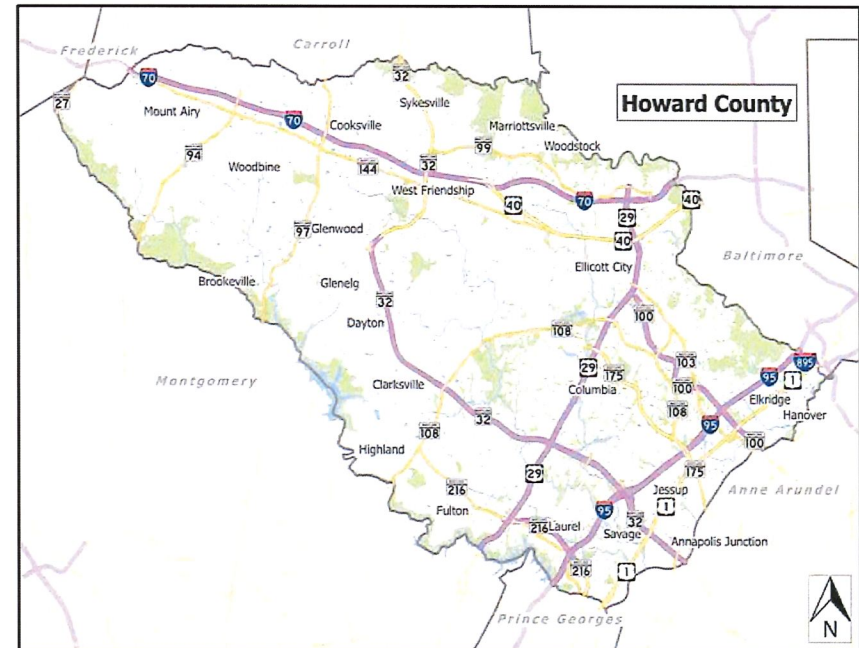 Frederick
Carroll
Howard County
70
32
27
Mount Airy
70
Sykesville
Cooksville
Marriottsville
99
Woodstock
94
Woodbine
144
32
West Friendship
70
40
29
40
40
97
Glenwood
Ellicott City
Baltimore
Brookeville
Glenelg
32
Dayton
100
108
103
895
95
1
Montgomery
Clarksville
29
175
Columbia
100
Elkridge
Hanover
108
32
95
108
100
Highland
29
175
216
Jessup
Anne Arundel
Fulton
95
1
216
Laurel
32
Savage
Annapolis Junction
216
1
Prince Georges
N